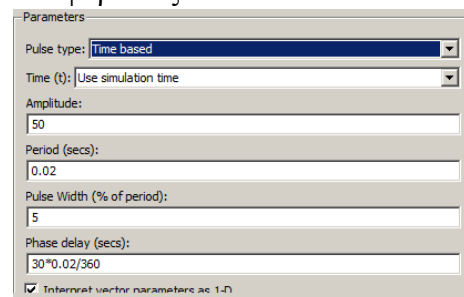 Parameters
Pulse type: Time based
Time (t): Use simulation time
Amplitude:
50
Period (secs):
0.02
Pulse Width (% of period):
5
Phase delay (secs):
30*0.02/360
Interpret vector parameters as 1-D